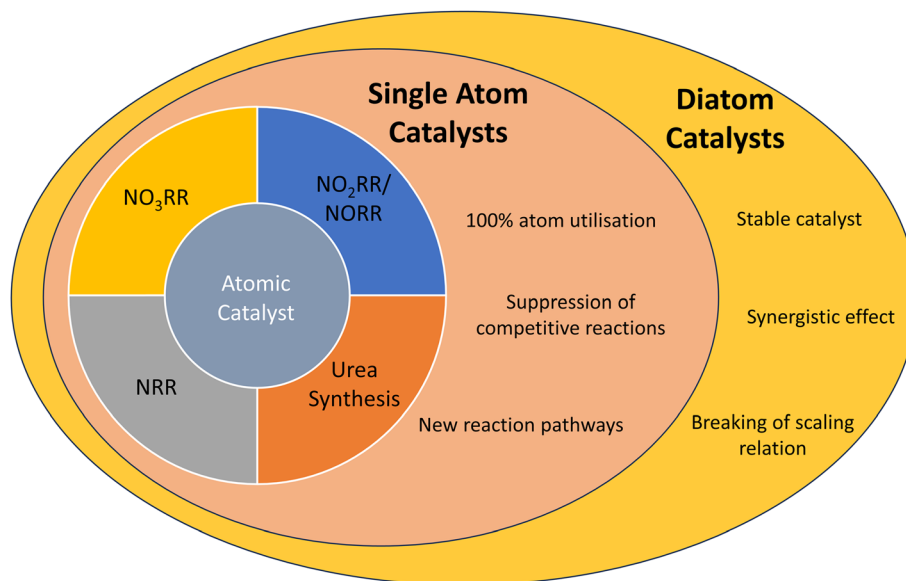 Single Atom
Catalysts
Diatom
Catalysts
NO₃RR
NO₂RR/
NORR
Atomic
Catalyst
NRR
Urea
Synthesis
100% atom utilisation
Suppression of
competitive reactions
New reaction pathways
Stable catalyst
Synergistic effect
Breaking of scaling
relation